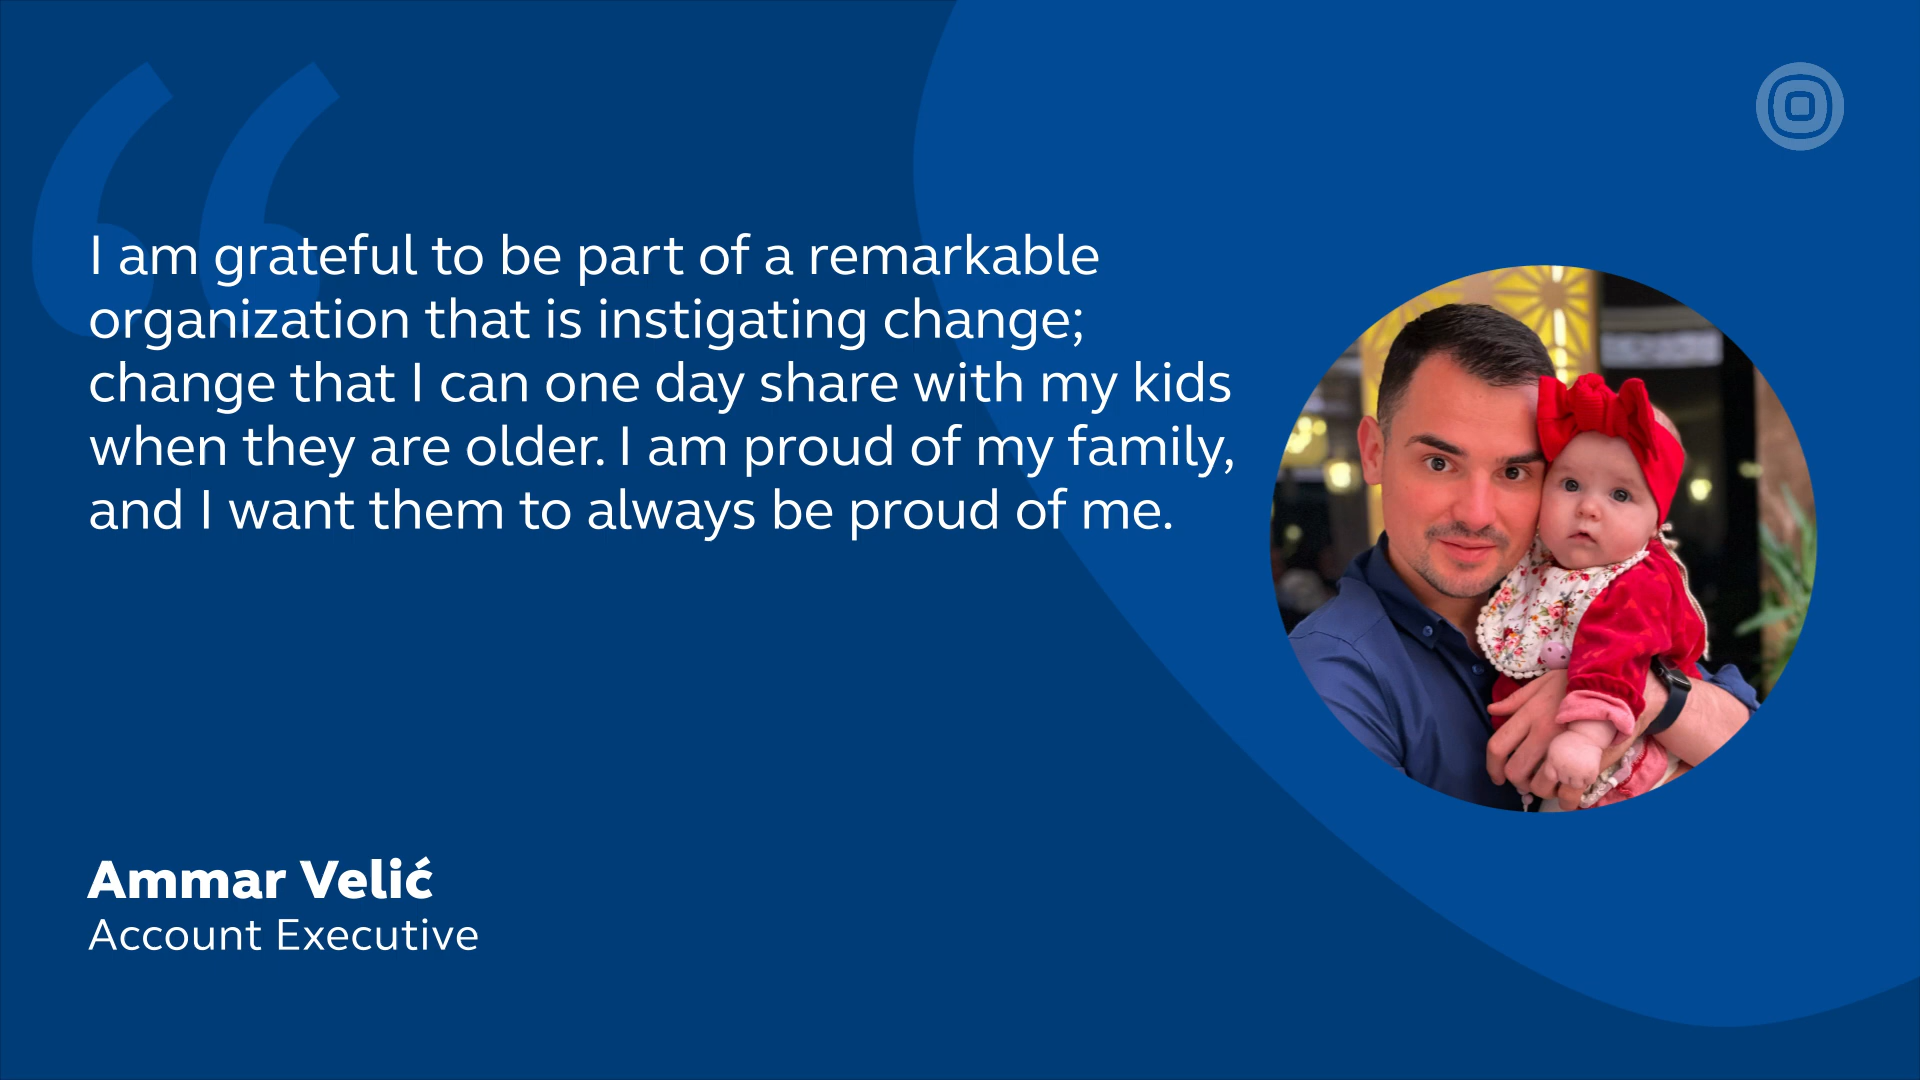 I am grateful to be part of a remarkable
organization that is instigating change;
change that I can one day share with my kids
when they are older. I am proud of my family,
and I want them to always be proud of me.
Ammar Velić
Account Executive